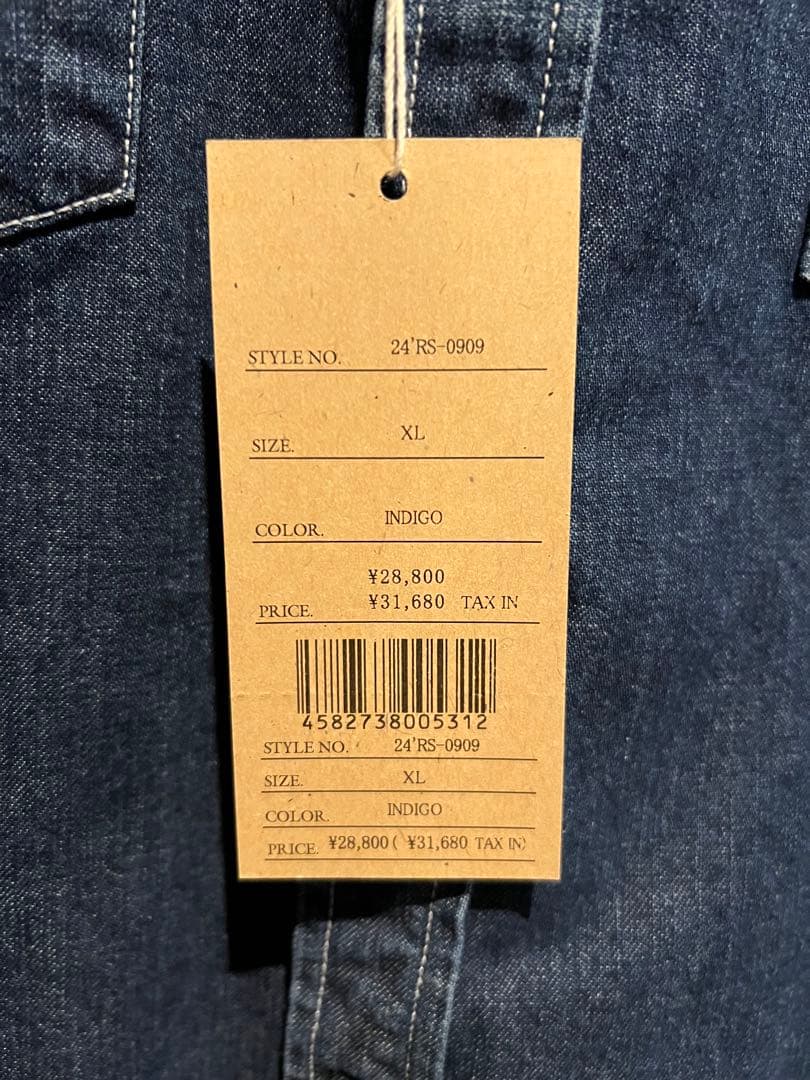 STYLE NO. 24'RS-0909
SIZE. XL
COLOR. INDIGO
¥28,800
PRICE. ¥31,680 TAX IN
4582738005312
STYLE NO. 24'RS-0909
SIZE. XL
COLOR. INDIGO
PRICE. ¥28,800( ¥31,680 TAX IN)